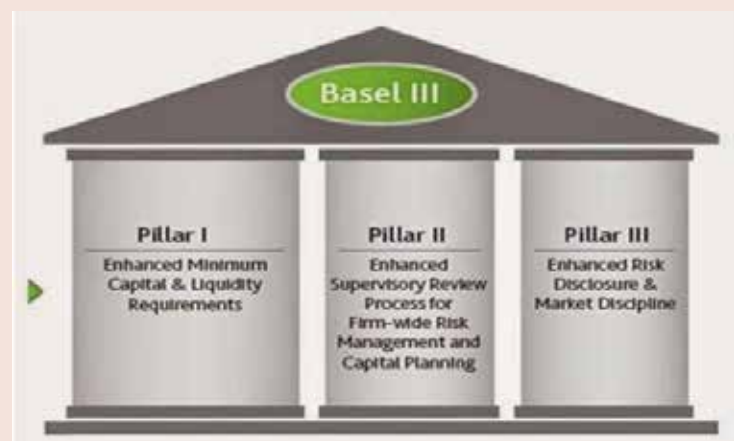 Basel III
Pillar I
Enhanced Minimum
Capital & Liquidity
Requirements
Pillar II
Enhanced
Supervisory Review
Process for
Firm-wide Risk
Management and
Capital Planning
Pillar III
Enhanced Risk
Disclosure &
Market Discipline